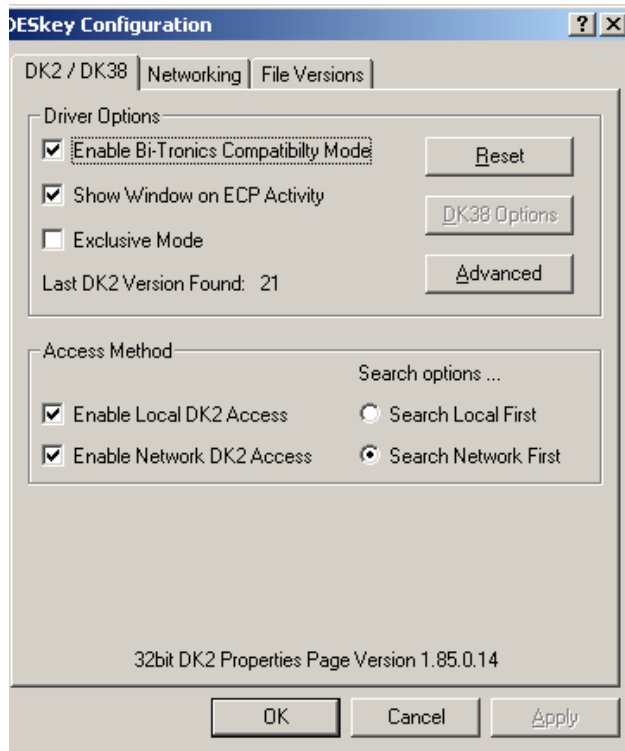 DESkey Configuration
DK2 / DK38 Networking File Versions
Driver Options
Enable Bi-Tronics Compatibilty Mode
Reset
Show Window on ECP Activity
DK38 Options
Exclusive Mode
Advanced
Last DK2 Version Found: 21
Access Method
Search options ...
Enable Local DK2 Access
Search Local First
Enable Network DK2 Access
Search Network First
32bit DK2 Properties Page Version 1.85.0.14
OK Cancel Apply